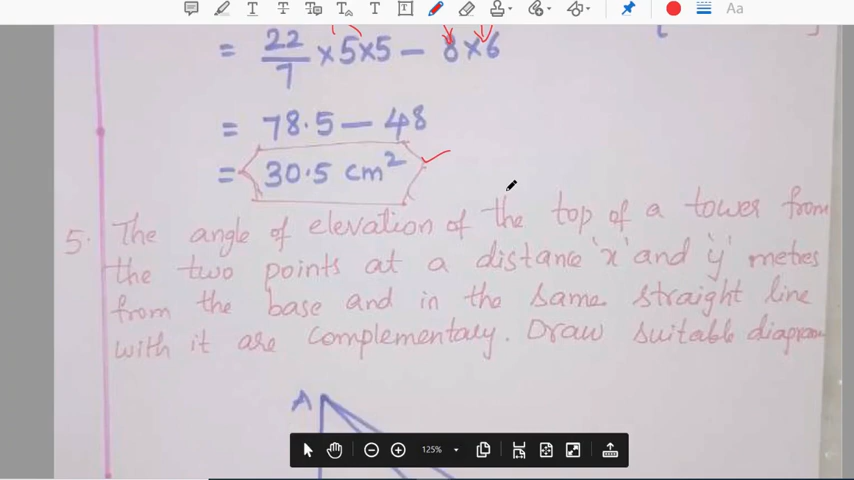 Aa
= 22/7 ×5×5 — 8×6
= 78.5 — 48
= 30.5 cm²
5. The angle of elevation of the top of a tower from
the two points at a distance 'x' and 'y' metres
from the base and in the same straight line
with it are complementary. Draw suitable diagram
A
125%